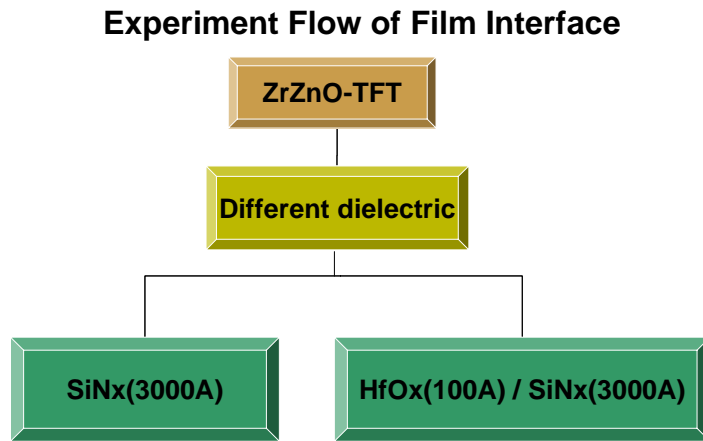 Experiment Flow of Film Interface
ZrZnO-TFT
Different dielectric
SiNx(3000A)
HfOx(100A) / SiNx(3000A)